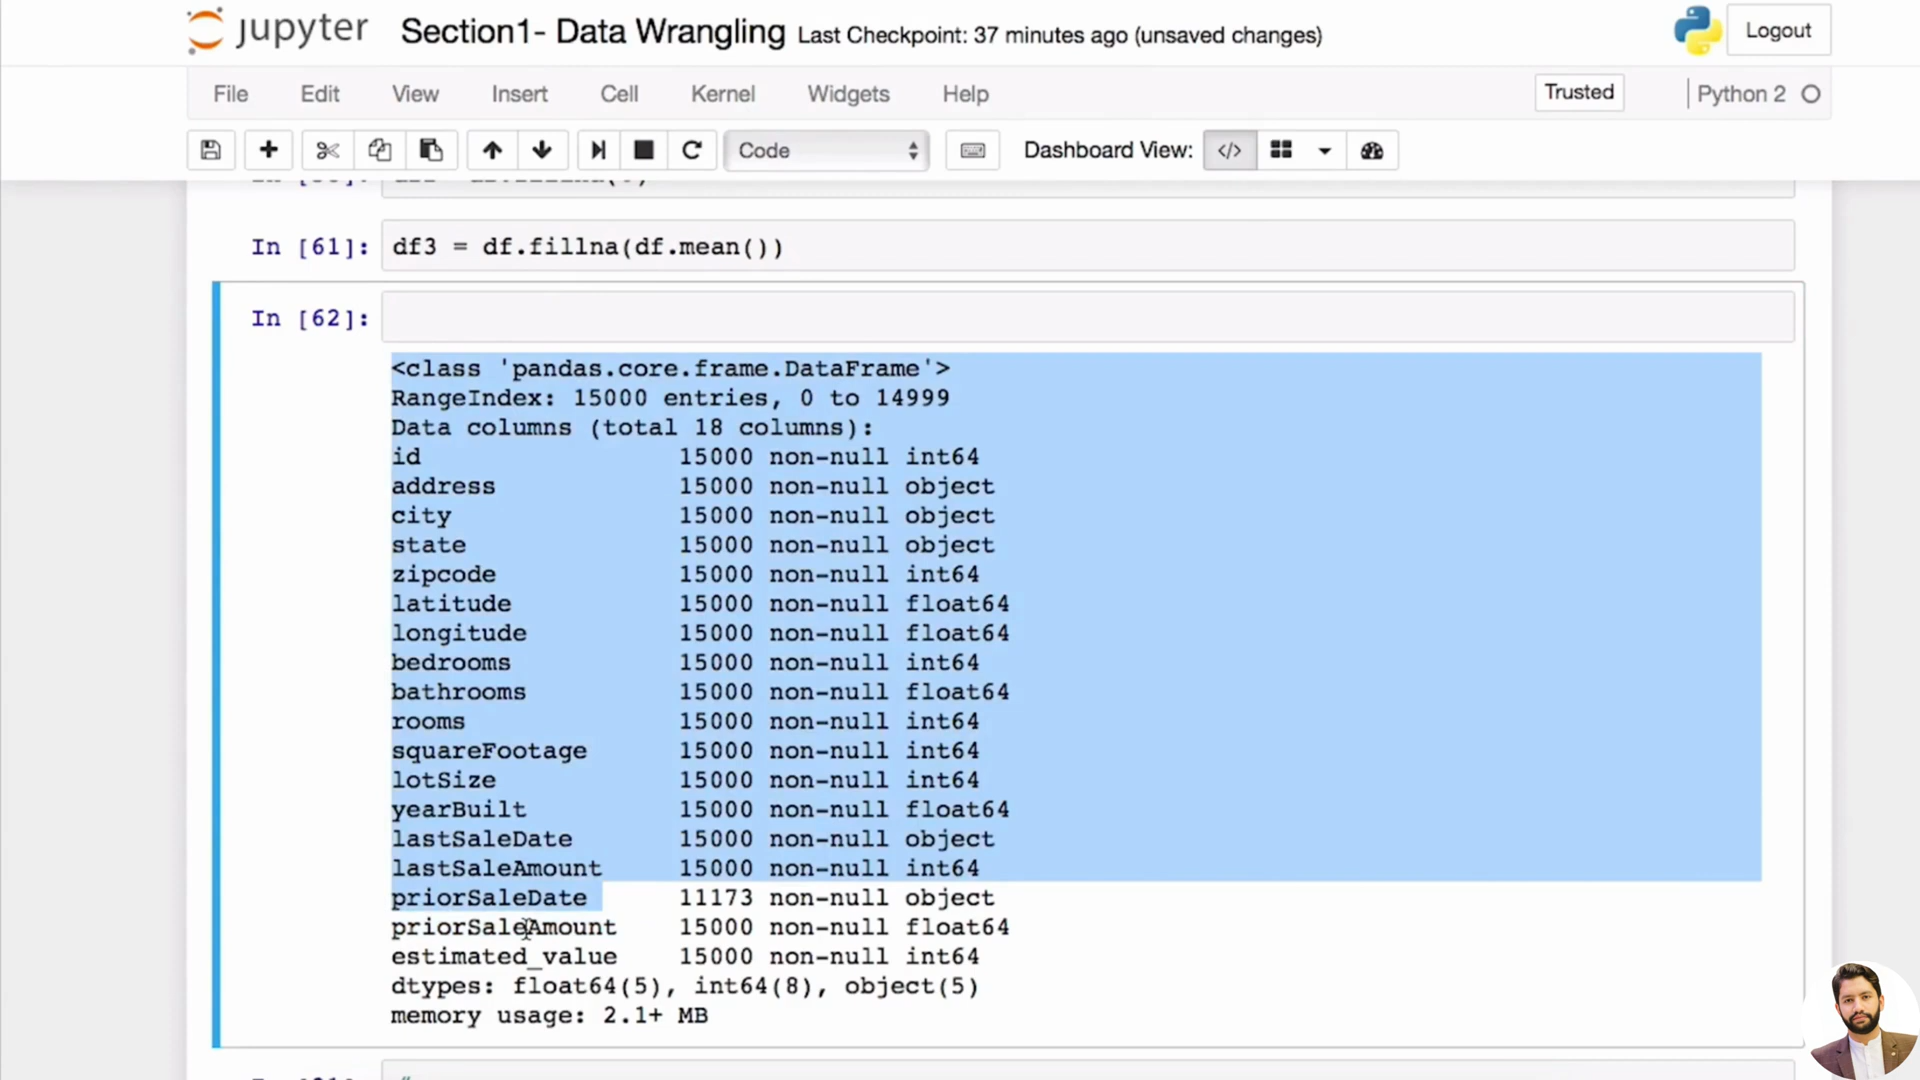 jupyter Section1- Data Wrangling Last Checkpoint: 37 minutes ago (unsaved changes) Logout
File Edit View Insert Cell Kernel Widgets Help Trusted Python 2
Code Dashboard View:
In [61]: df3 = df.fillna(df.mean())
In [62]:
<class 'pandas.core.frame.DataFrame'>
RangeIndex: 15000 entries, 0 to 14999
Data columns (total 18 columns):
id 15000 non-null int64
address 15000 non-null object
city 15000 non-null object
state 15000 non-null object
zipcode 15000 non-null int64
latitude 15000 non-null float64
longitude 15000 non-null float64
bedrooms 15000 non-null int64
bathrooms 15000 non-null float64
rooms 15000 non-null int64
squareFootage 15000 non-null int64
lotSize 15000 non-null int64
yearBuilt 15000 non-null float64
lastSaleDate 15000 non-null object
lastSaleAmount 15000 non-null int64
priorSaleDate 11173 non-null object
priorSaleAmount 15000 non-null float64
estimated_value 15000 non-null int64
dtypes: float64(5), int64(8), object(5)
memory usage: 2.1+ MB